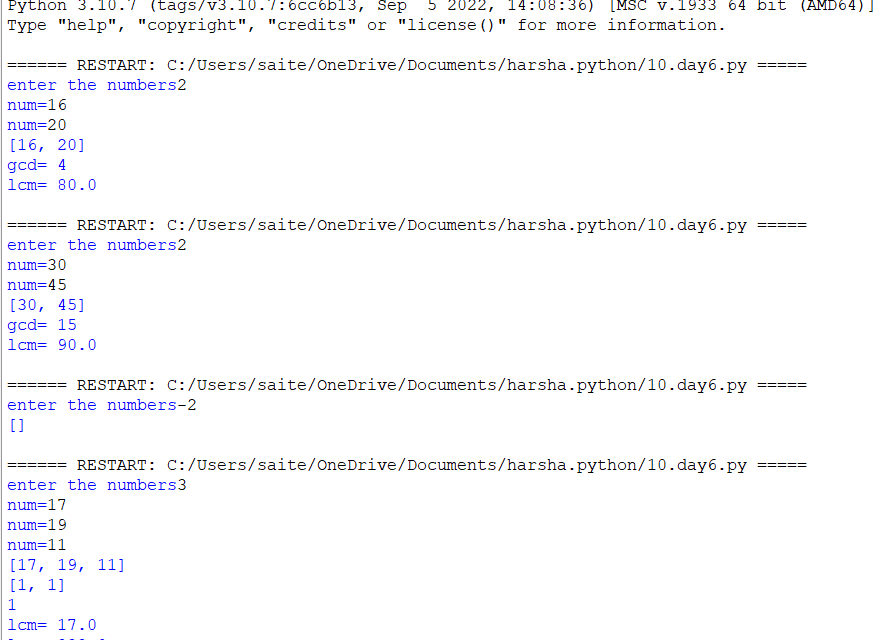 Python 3.10.7 (tags/v3.10.7:6cc6b13, Sep  5 2022, 14:08:36) [MSC v.1933 64 bit (AMD64)]
Type "help", "copyright", "credits" or "license()" for more information.
====== RESTART: C:/Users/saite/OneDrive/Documents/harsha.python/10.day6.py =====
enter the numbers2
num=16
num=20
[16, 20]
gcd= 4
lcm= 80.0
====== RESTART: C:/Users/saite/OneDrive/Documents/harsha.python/10.day6.py =====
enter the numbers2
num=30
num=45
[30, 45]
gcd= 15
lcm= 90.0
====== RESTART: C:/Users/saite/OneDrive/Documents/harsha.python/10.day6.py =====
enter the numbers-2
[]
====== RESTART: C:/Users/saite/OneDrive/Documents/harsha.python/10.day6.py =====
enter the numbers3
num=17
num=19
num=11
[17, 19, 11]
[1, 1]
1
lcm= 17.0